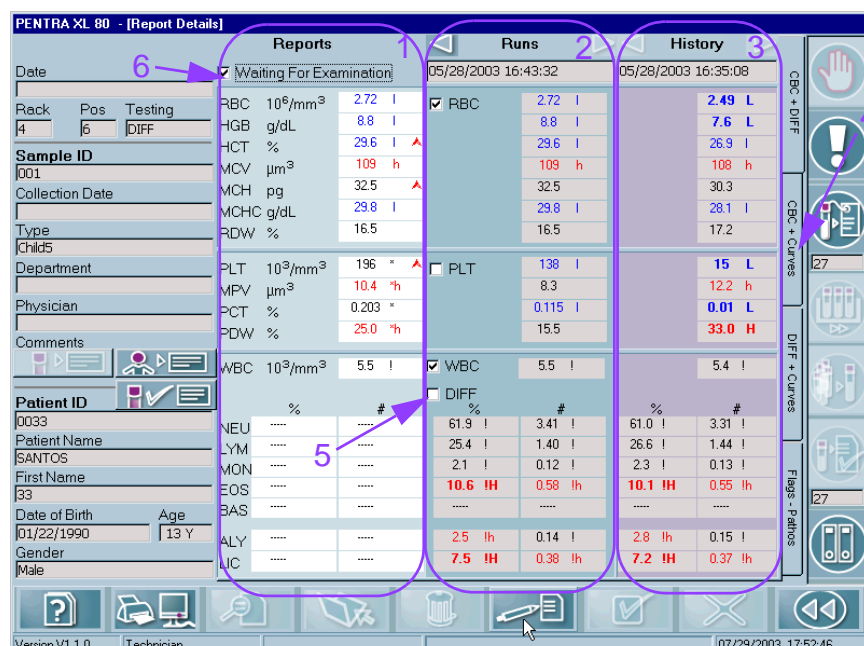 PENTRA XL 80 - [Report Details]
Reports 1 Runs 2 History 3
6 Waiting For Examination 05/28/2003 16:43:32 05/28/2003 16:35:08
Date
Rack Pos Testing
4 6 DIFF
Sample ID
001
Collection Date
Type
Child5
Department
Physician
Comments
Patient ID
0033
Patient Name
SANTOS
First Name
33
Date of Birth Age
01/22/1990 13 Y
Gender
Male
RBC 10⁶/mm³ 2.72 l RBC 2.72 l 2.49 L
HGB g/dL 8.8 l 8.8 l 7.6 L
HCT % 29.6 l 29.6 l 26.9 l
MCV µm³ 109 h 109 h 108 h
MCH pg 32.5 32.5 30.3
MCHC g/dL 29.8 l 29.8 l 28.1 l
RDW % 16.5 16.5 17.2
PLT 10³/mm³ 196 * PLT 138 l 15 L
MPV µm³ 10.4 *h 8.3 12.2 h
PCT % 0.203 * 0.115 l 0.01 L
PDW % 25.0 *h 15.5 33.0 H
WBC 10³/mm³ 5.5 ! WBC 5.5 ! 5.4 !
DIFF
% # % # % #
NEU ----- ----- 61.9 ! 3.41 ! 61.0 ! 3.31 !
LYM ----- ----- 25.4 ! 1.40 ! 26.6 ! 1.44 !
MON ----- ----- 2.1 ! 0.12 ! 2.3 ! 0.13 !
EOS ----- ----- 10.6 !H 0.58 !h 10.1 !H 0.55 !h
BAS ----- ----- ----- ----- ----- -----
ALY ----- ----- 2.5 !h 0.14 ! 2.8 !h 0.15 !
LIC ----- ----- 7.5 !H 0.38 !h 7.2 !H 0.37 !h
5
CBC + DIFF
CBC + Curves
DIFF + Curves
Flags - Pathos
27
27
Version V1.1.0 Technician 07/29/2003 17:52:46